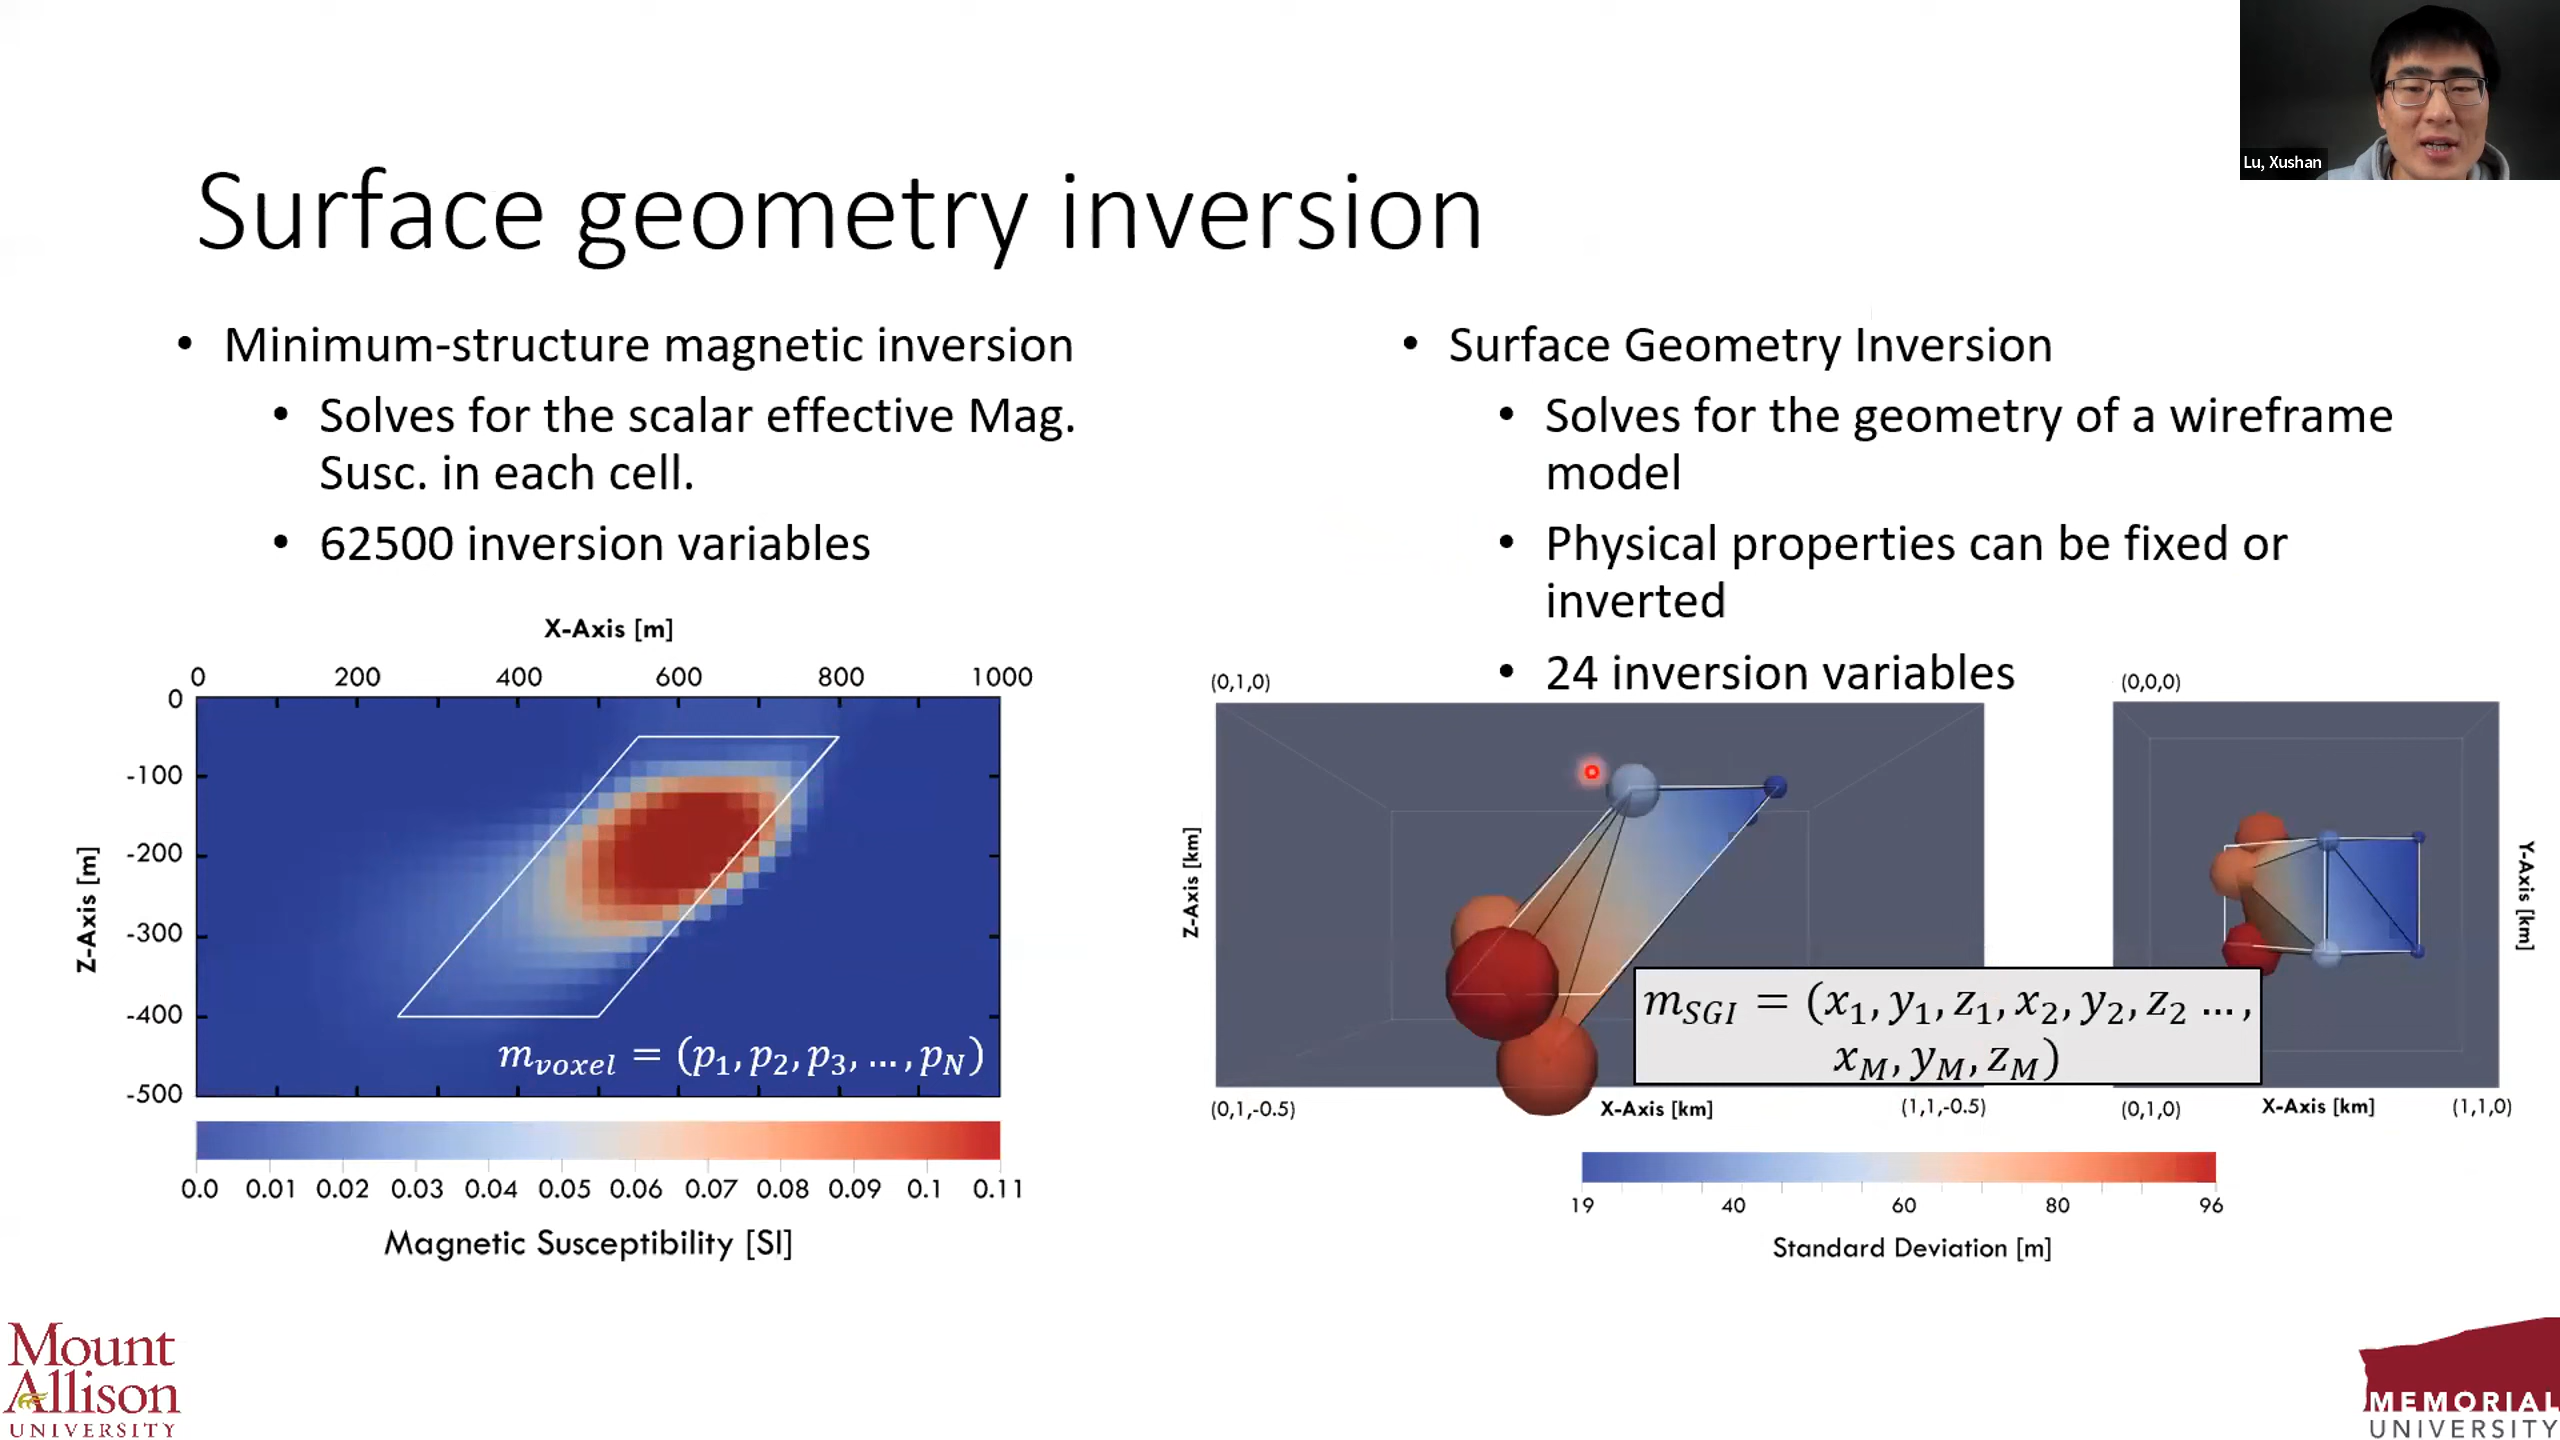 Lu, Xushan
Surface geometry inversion
• Minimum-structure magnetic inversion
• Solves for the scalar effective Mag.
Susc. in each cell.
• 62500 inversion variables
X-Axis [m]
0 200 400 600 800 1000
0
-100
-200
-300
-400
-500
Z-Axis [m]
m_voxel = (p_1, p_2, p_3, ... , p_N)
0.0 0.01 0.02 0.03 0.04 0.05 0.06 0.07 0.08 0.09 0.1 0.11
Magnetic Susceptibility [SI]
• Surface Geometry Inversion
• Solves for the geometry of a wireframe
model
• Physical properties can be fixed or
inverted
• 24 inversion variables
(0,1,0)
Z-Axis [km]
(0,1,-0.5) X-Axis [km] (1,1,-0.5)
(0,0,0)
Y-Axis [km]
(0,1,0) X-Axis [km] (1,1,0)
m_SGI = (x_1, y_1, z_1, x_2, y_2, z_2 ... ,
x_M, y_M, z_M)
19 40 60 80 96
Standard Deviation [m]
Mount
Allison
UNIVERSITY
MEMORIAL
UNIVERSITY